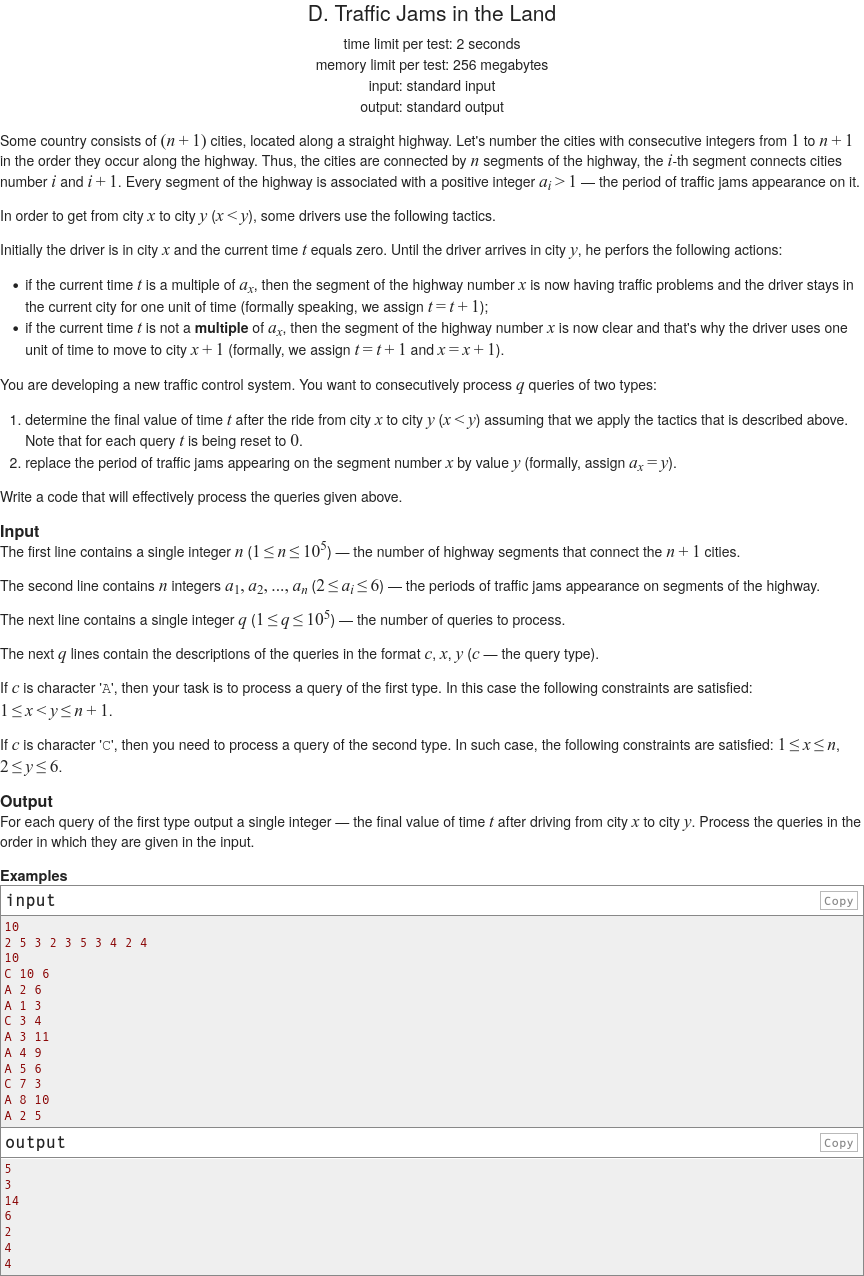 D. Traffic Jams in the Land
time limit per test: 2 seconds
memory limit per test: 256 megabytes
input: standard input
output: standard output
Some country consists of (n + 1) cities, located along a straight highway. Let's number the cities with consecutive integers from 1 to n + 1
in the order they occur along the highway. Thus, the cities are connected by n segments of the highway, the i-th segment connects cities
number i and i + 1. Every segment of the highway is associated with a positive integer a_i > 1 — the period of traffic jams appearance on it.
In order to get from city x to city y (x < y), some drivers use the following tactics.
Initially the driver is in city x and the current time t equals zero. Until the driver arrives in city y, he perfors the following actions:
• if the current time t is a multiple of a_x, then the segment of the highway number x is now having traffic problems and the driver stays in
the current city for one unit of time (formally speaking, we assign t = t + 1);
• if the current time t is not a multiple of a_x, then the segment of the highway number x is now clear and that's why the driver uses one
unit of time to move to city x + 1 (formally, we assign t = t + 1 and x = x + 1).
You are developing a new traffic control system. You want to consecutively process q queries of two types:
1. determine the final value of time t after the ride from city x to city y (x < y) assuming that we apply the tactics that is described above.
Note that for each query t is being reset to 0.
2. replace the period of traffic jams appearing on the segment number x by value y (formally, assign a_x = y).
Write a code that will effectively process the queries given above.
Input
The first line contains a single integer n (1 ≤ n ≤ 10^5) — the number of highway segments that connect the n + 1 cities.
The second line contains n integers a_1, a_2, ..., a_n (2 ≤ a_i ≤ 6) — the periods of traffic jams appearance on segments of the highway.
The next line contains a single integer q (1 ≤ q ≤ 10^5) — the number of queries to process.
The next q lines contain the descriptions of the queries in the format c, x, y (c — the query type).
If c is character 'A', then your task is to process a query of the first type. In this case the following constraints are satisfied:
1 ≤ x < y ≤ n + 1.
If c is character 'C', then you need to process a query of the second type. In such case, the following constraints are satisfied: 1 ≤ x ≤ n,
2 ≤ y ≤ 6.
Output
For each query of the first type output a single integer — the final value of time t after driving from city x to city y. Process the queries in the
order in which they are given in the input.
Examples
input
Copy
10
2 5 3 2 3 5 3 4 2 4
10
C 10 6
A 2 6
A 1 3
C 3 4
A 3 11
A 4 9
A 5 6
C 7 3
A 8 10
A 2 5
output
Copy
5
3
14
6
2
4
4